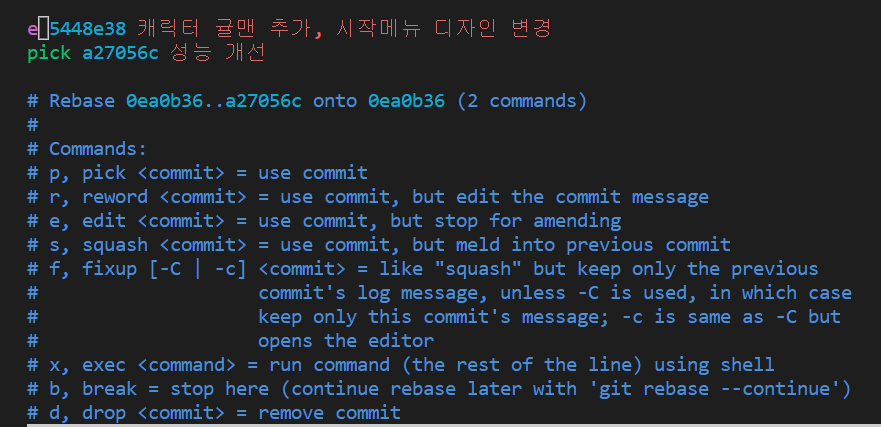 e 5448e38 캐릭터 귤맨 추가, 시작메뉴 디자인 변경
pick a27056c 성능 개선
# Rebase 0ea0b36..a27056c onto 0ea0b36 (2 commands)
#
# Commands:
# p, pick <commit> = use commit
# r, reword <commit> = use commit, but edit the commit message
# e, edit <commit> = use commit, but stop for amending
# s, squash <commit> = use commit, but meld into previous commit
# f, fixup [-C | -c] <commit> = like "squash" but keep only the previous
#                    commit's log message, unless -C is used, in which case
#                    keep only this commit's message; -c is same as -C but
#                    opens the editor
# x, exec <command> = run command (the rest of the line) using shell
# b, break = stop here (continue rebase later with 'git rebase --continue')
# d, drop <commit> = remove commit